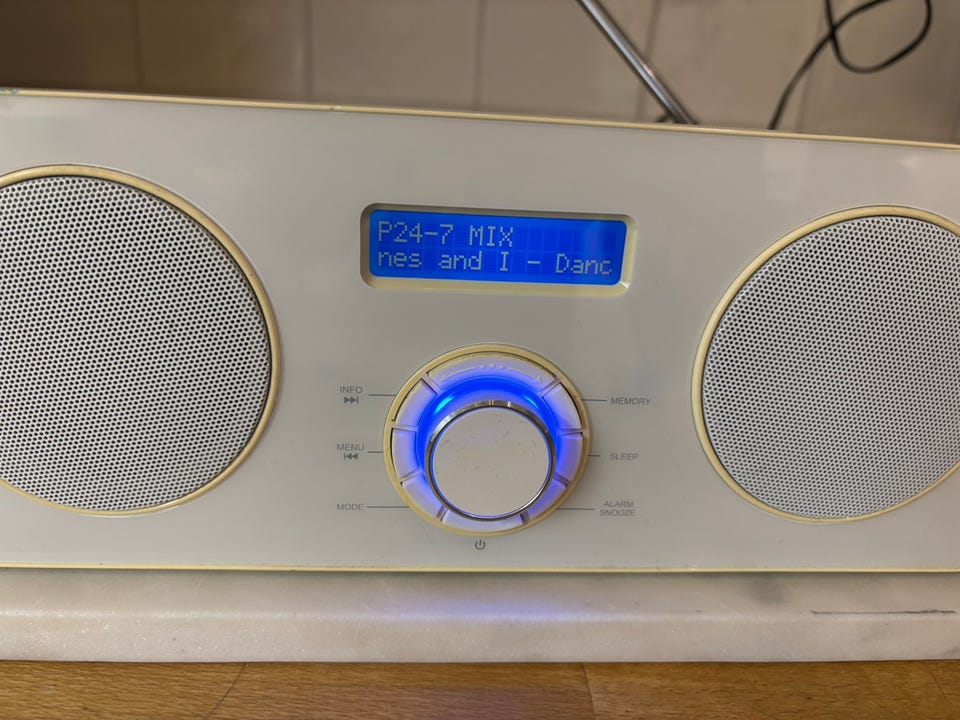 P24-7 MIX
nes and I - Danc
INFO
MENU
MODE
MEMORY
SLEEP
ALARM
SNOOZE